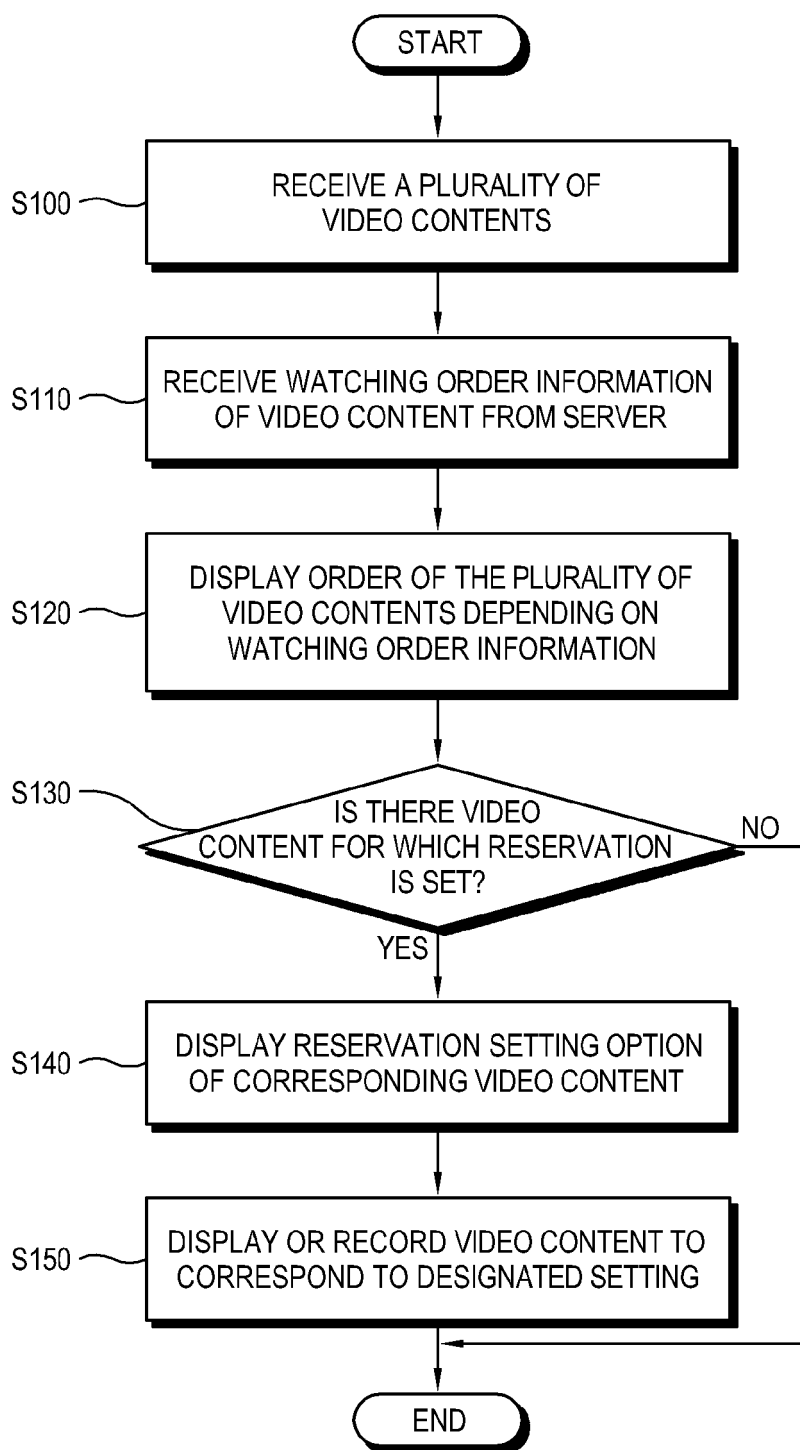 START
S100
RECEIVE A PLURALITY OF
VIDEO CONTENTS
S110
RECEIVE WATCHING ORDER INFORMATION
OF VIDEO CONTENT FROM SERVER
S120
DISPLAY ORDER OF THE PLURALITY OF
VIDEO CONTENTS DEPENDING ON
WATCHING ORDER INFORMATION
S130
IS THERE VIDEO
CONTENT FOR WHICH RESERVATION
IS SET?
NO
YES
S140
DISPLAY RESERVATION SETTING OPTION
OF CORRESPONDING VIDEO CONTENT
S150
DISPLAY OR RECORD VIDEO CONTENT TO
CORRESPOND TO DESIGNATED SETTING
END